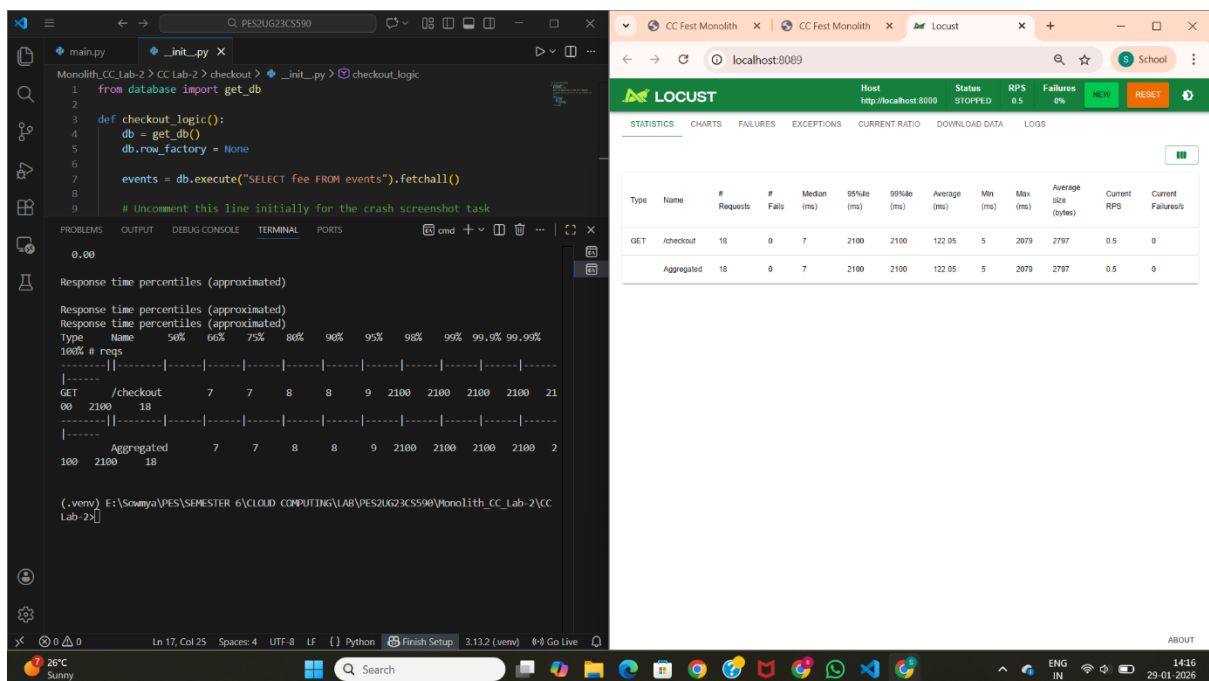 PES2UG23CS590
main.py
__init__.py
Monolith_CC_Lab-2 > CC Lab-2 > checkout > __init__.py > checkout_logic
1 from database import get_db
2
3 def checkout_logic():
4     db = get_db()
5     db.row_factory = None
6
7     events = db.execute("SELECT fee FROM events").fetchall()
8
9     # Uncomment this line initially for the crash screenshot task
PROBLEMS OUTPUT DEBUG CONSOLE TERMINAL PORTS
cmd
0.00
Response time percentiles (approximated)
Response time percentiles (approximated)
Response time percentiles (approximated)
Type     Name     50%    66%    75%    80%    90%    95%    98%    99%  99.9% 99.99%
100% # reqs
--------||--------|------|------|------|------|------|------|------|------|------
|------
GET      /checkout      7      7      8      8      9   2100   2100   2100   2100   21
00   2100     18
--------||--------|------|------|------|------|------|------|------|------|------
|------
Aggregated      7      7      8      8      9   2100   2100   2100   2100   2
100   2100     18
(.venv) E:\Sowmya\PES\SEMESTER 6\CLOUD COMPUTING\LAB\PES2UG23CS590\Monolith_CC_Lab-2\CC
Lab-2>
0 0 Ln 17, Col 25 Spaces: 4 UTF-8 LF { } Python Finish Setup 3.13.2 (.venv) Go Live
CC Fest Monolith
CC Fest Monolith
Locust
localhost:8089
School
LOCUST
Host
http://localhost:8000
Status
STOPPED
RPS
0.5
Failures
0%
NEW
RESET
STATISTICS CHARTS FAILURES EXCEPTIONS CURRENT RATIO DOWNLOAD DATA LOGS
Type Name # Requests # Fails Median (ms) 95%ile (ms) 99%ile (ms) Average (ms) Min (ms) Max (ms) Average size (bytes) Current RPS Current Failures/s
GET /checkout 18 0 7 2100 2100 122.05 5 2079 2797 0.5 0
Aggregated 18 0 7 2100 2100 122.05 5 2079 2797 0.5 0
ABOUT
7
26°C
Sunny
Search
ENG
IN
14:16
29-01-2026